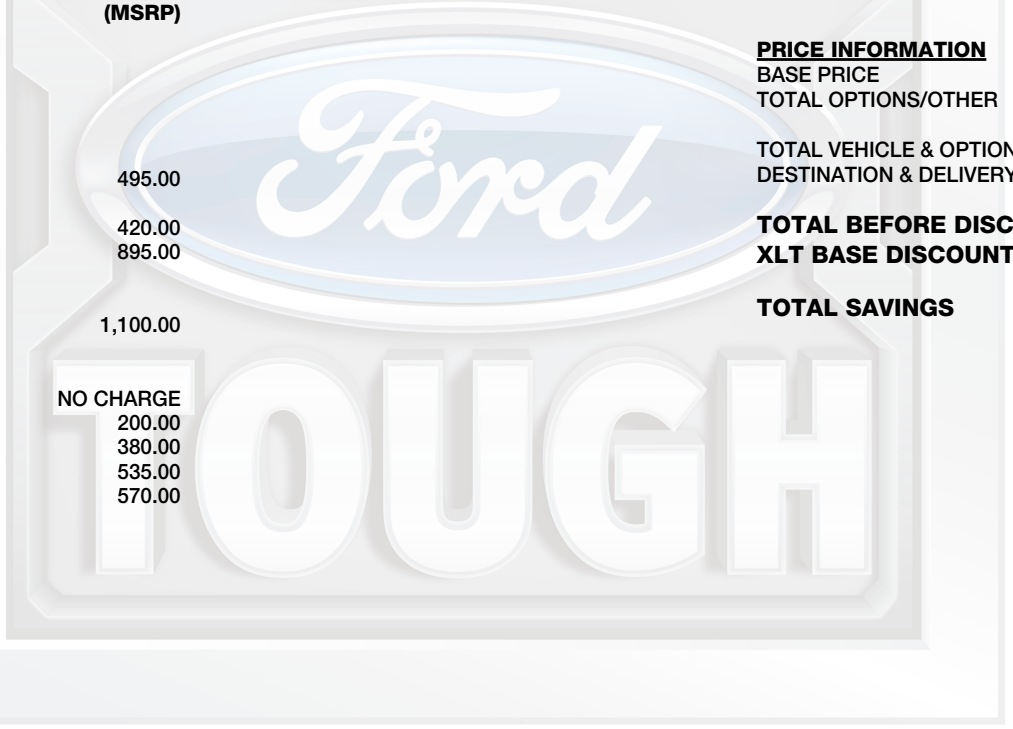 (MSRP)
495.00
420.00
895.00
1,100.00
NO CHARGE
200.00
380.00
535.00
570.00
PRICE INFORMATION
BASE PRICE
TOTAL OPTIONS/OTHER
TOTAL VEHICLE & OPTION
DESTINATION & DELIVERY
TOTAL BEFORE DISC
XLT BASE DISCOUNT
TOTAL SAVINGS
Ford
TOUGH